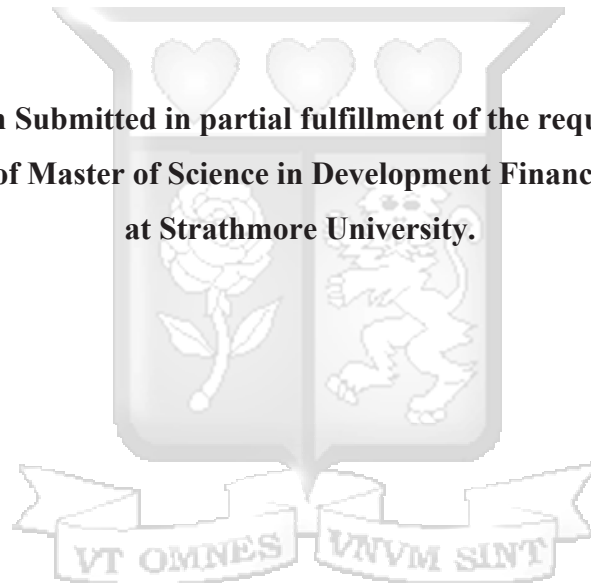 n Submitted in partial fulfillment of the requ
of Master of Science in Development Financ
at Strathmore University.
VT OMNES VNVM SINT